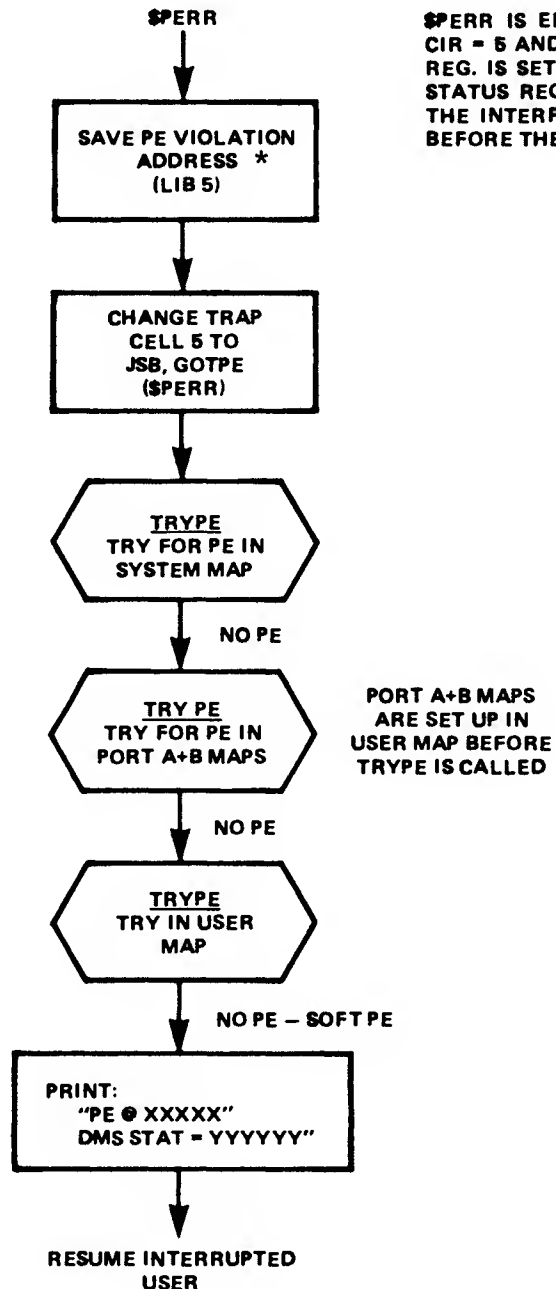 $PERR
$PERR IS E
CIR = 5 AND
REG. IS SET
STATUS REG
THE INTERF
BEFORE THE
SAVE PE VIOLATION
ADDRESS *
(LIB 5)
CHANGE TRAP
CELL 5 TO
JSB, GOTPE
($PERR)
TRYPE
TRY FOR PE IN
SYSTEM MAP
NO PE
TRY PE
TRY FOR PE IN
PORT A+B MAPS
PORT A+B MAPS
ARE SET UP IN
USER MAP BEFORE
TRYPE IS CALLED
NO PE
TRYPE
TRY IN USER
MAP
NO PE – SOFT PE
PRINT:
"PE @ XXXXX"
DMS STAT = YYYYYY"
RESUME INTERRUPTED
USER